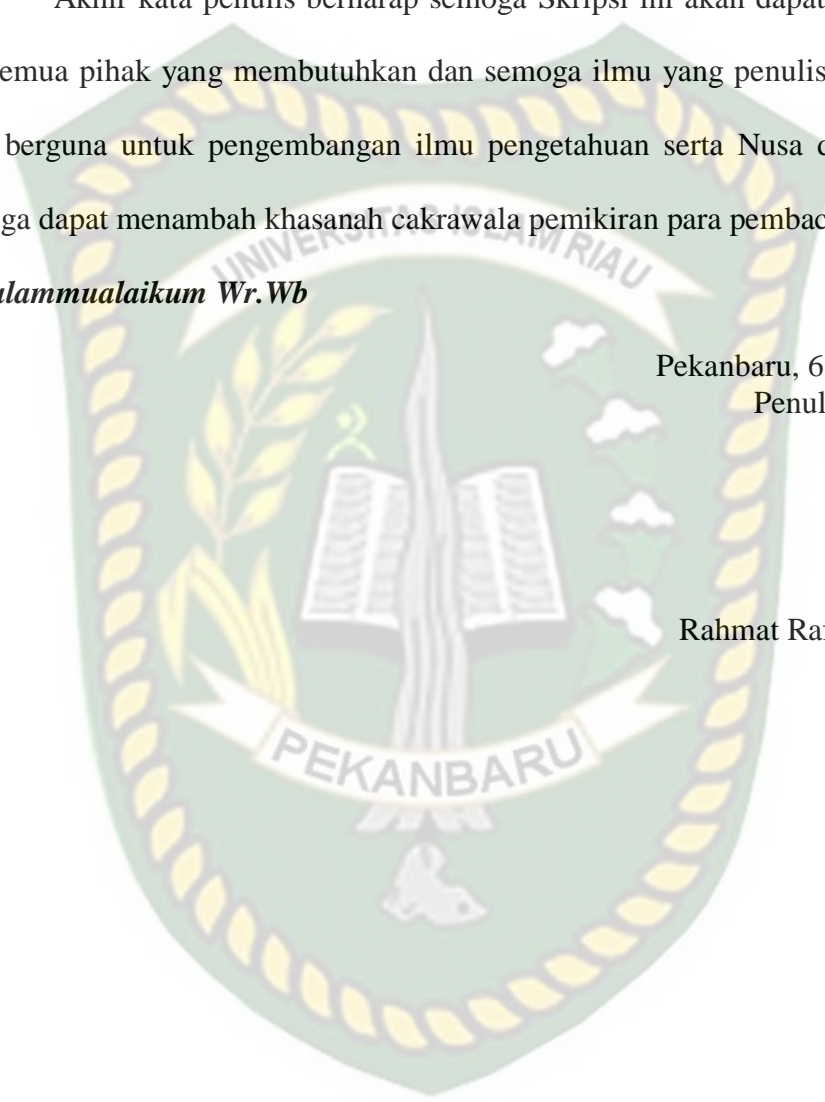 Akhir kata penulis berharap semoga Skripsi ini akan dapat
emua pihak yang membutuhkan dan semoga ilmu yang penulis
berguna untuk pengembangan ilmu pengetahuan serta Nusa d
ga dapat menambah khasanah cakrawala pemikiran para pembac
UNIVERSITAS ISLAM RIAU
alammualaikum Wr.Wb
Pekanbaru, 6
Penul
Rahmat Ra
PEKANBARU